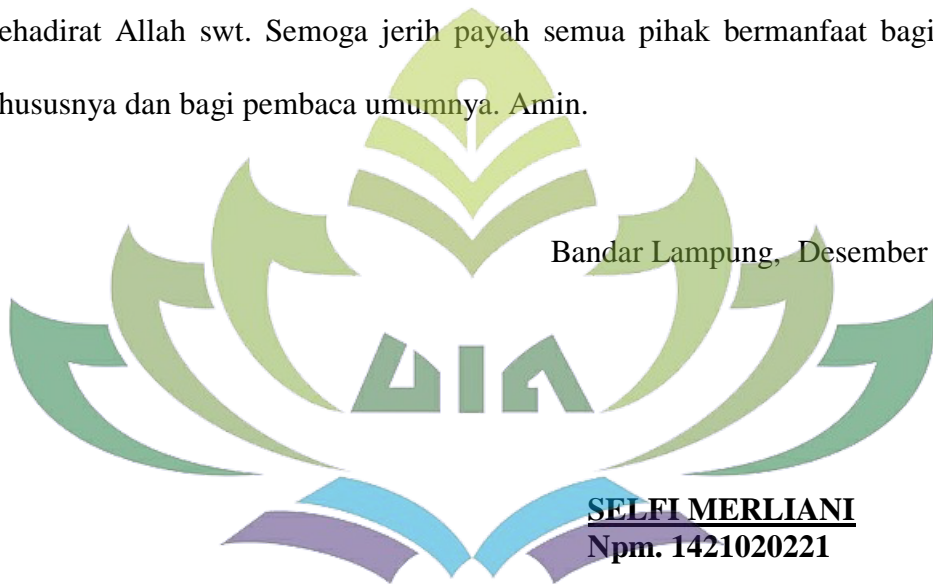 ehadirat Allah swt. Semoga jerih payah semua pihak bermanfaat bagi
hususnya dan bagi pembaca umumnya. Amin.
Bandar Lampung, Desember
UIN
SELFI MERLIANI
Npm. 1421020221